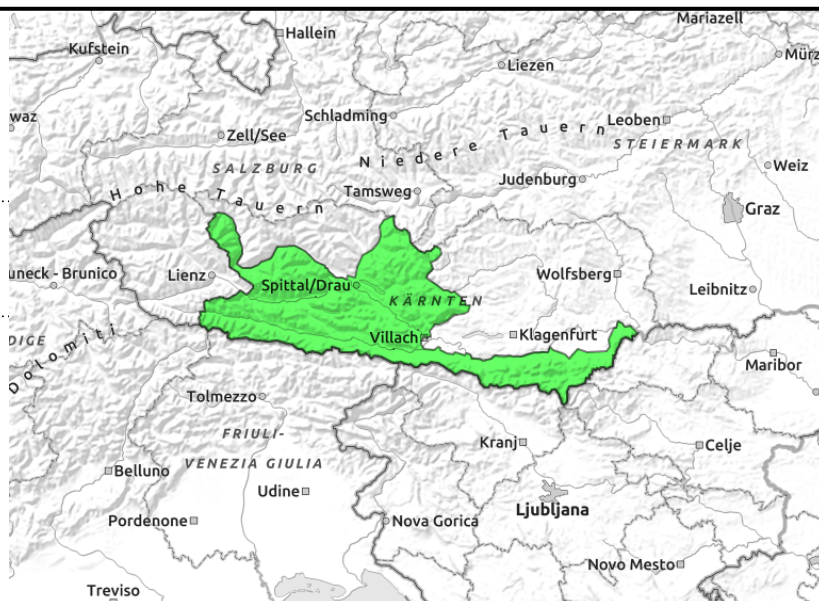 Mariazell
Hallein
Kufstein
Mürz
Liezen
waz
Schladming
Leoben
Zell/See
Niedere Tauern
STEIERMARK
SALZBURG
Weiz
Hohe Tauern
Tamsweg
Judenburg
Graz
uneck - Brunico
Lienz
Wolfsberg
Spittal/Drau
Leibnitz
KÄRNTEN
DIGE
Dolomiti
Villach
Klagenfurt
Maribor
Tolmezzo
FRIULI-
VENEZIA GIULIA
Kranj
Celje
Belluno
Udine
Ljubljana
Pordenone
Nova Gorica
Novo Mesto
Treviso